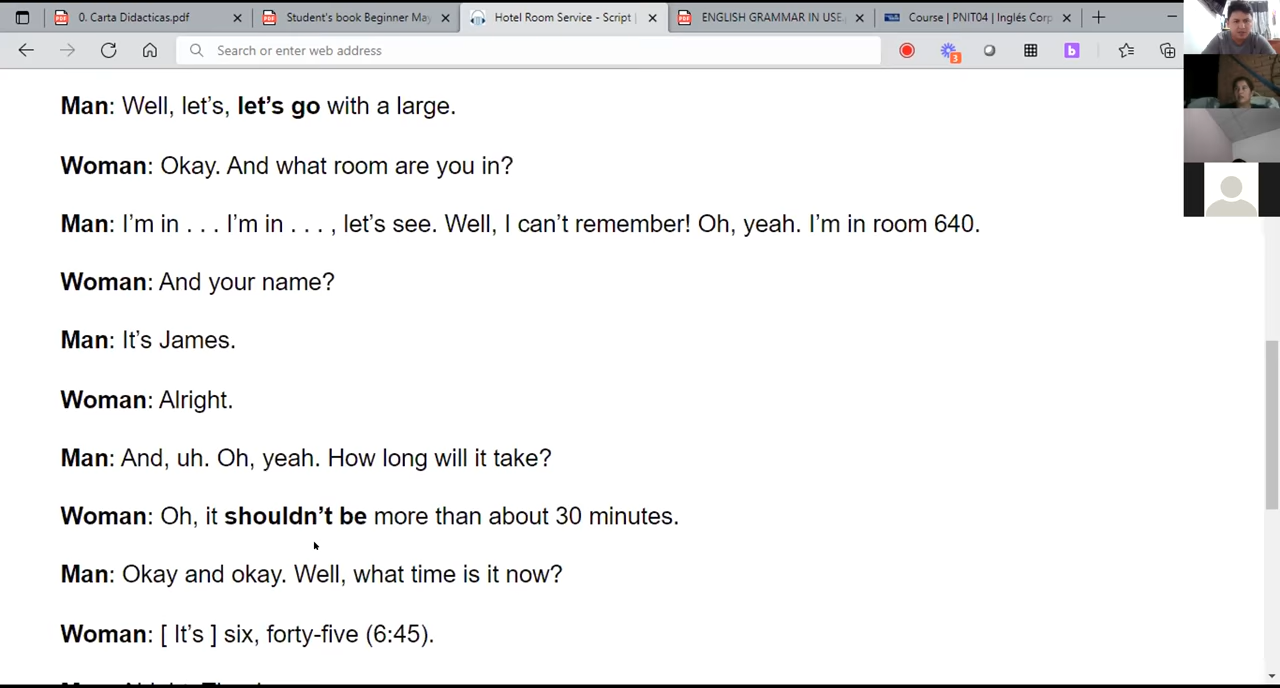 0. Carta Didacticas.pdf
Student's book Beginner May
Hotel Room Service - Script |
ENGLISH GRAMMAR IN USE
Course | PNIT04 | Inglés Corp
Search or enter web address
3
b
Man: Well, let's, let's go with a large.
Woman: Okay. And what room are you in?
Man: I'm in . . . I'm in . . . , let's see. Well, I can't remember! Oh, yeah. I'm in room 640.
Woman: And your name?
Man: It's James.
Woman: Alright.
Man: And, uh. Oh, yeah. How long will it take?
Woman: Oh, it shouldn't be more than about 30 minutes.
Man: Okay and okay. Well, what time is it now?
Woman: [ It's ] six, forty-five (6:45).